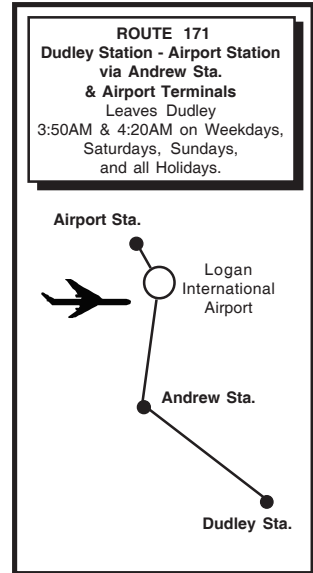 ROUTE 171
Dudley Station - Airport Station
via Andrew Sta.
& Airport Terminals
Leaves Dudley
3:50AM & 4:20AM on Weekdays,
Saturdays, Sundays,
and all Holidays.
Airport Sta.
Logan
International
Airport
Andrew Sta.
Dudley Sta.